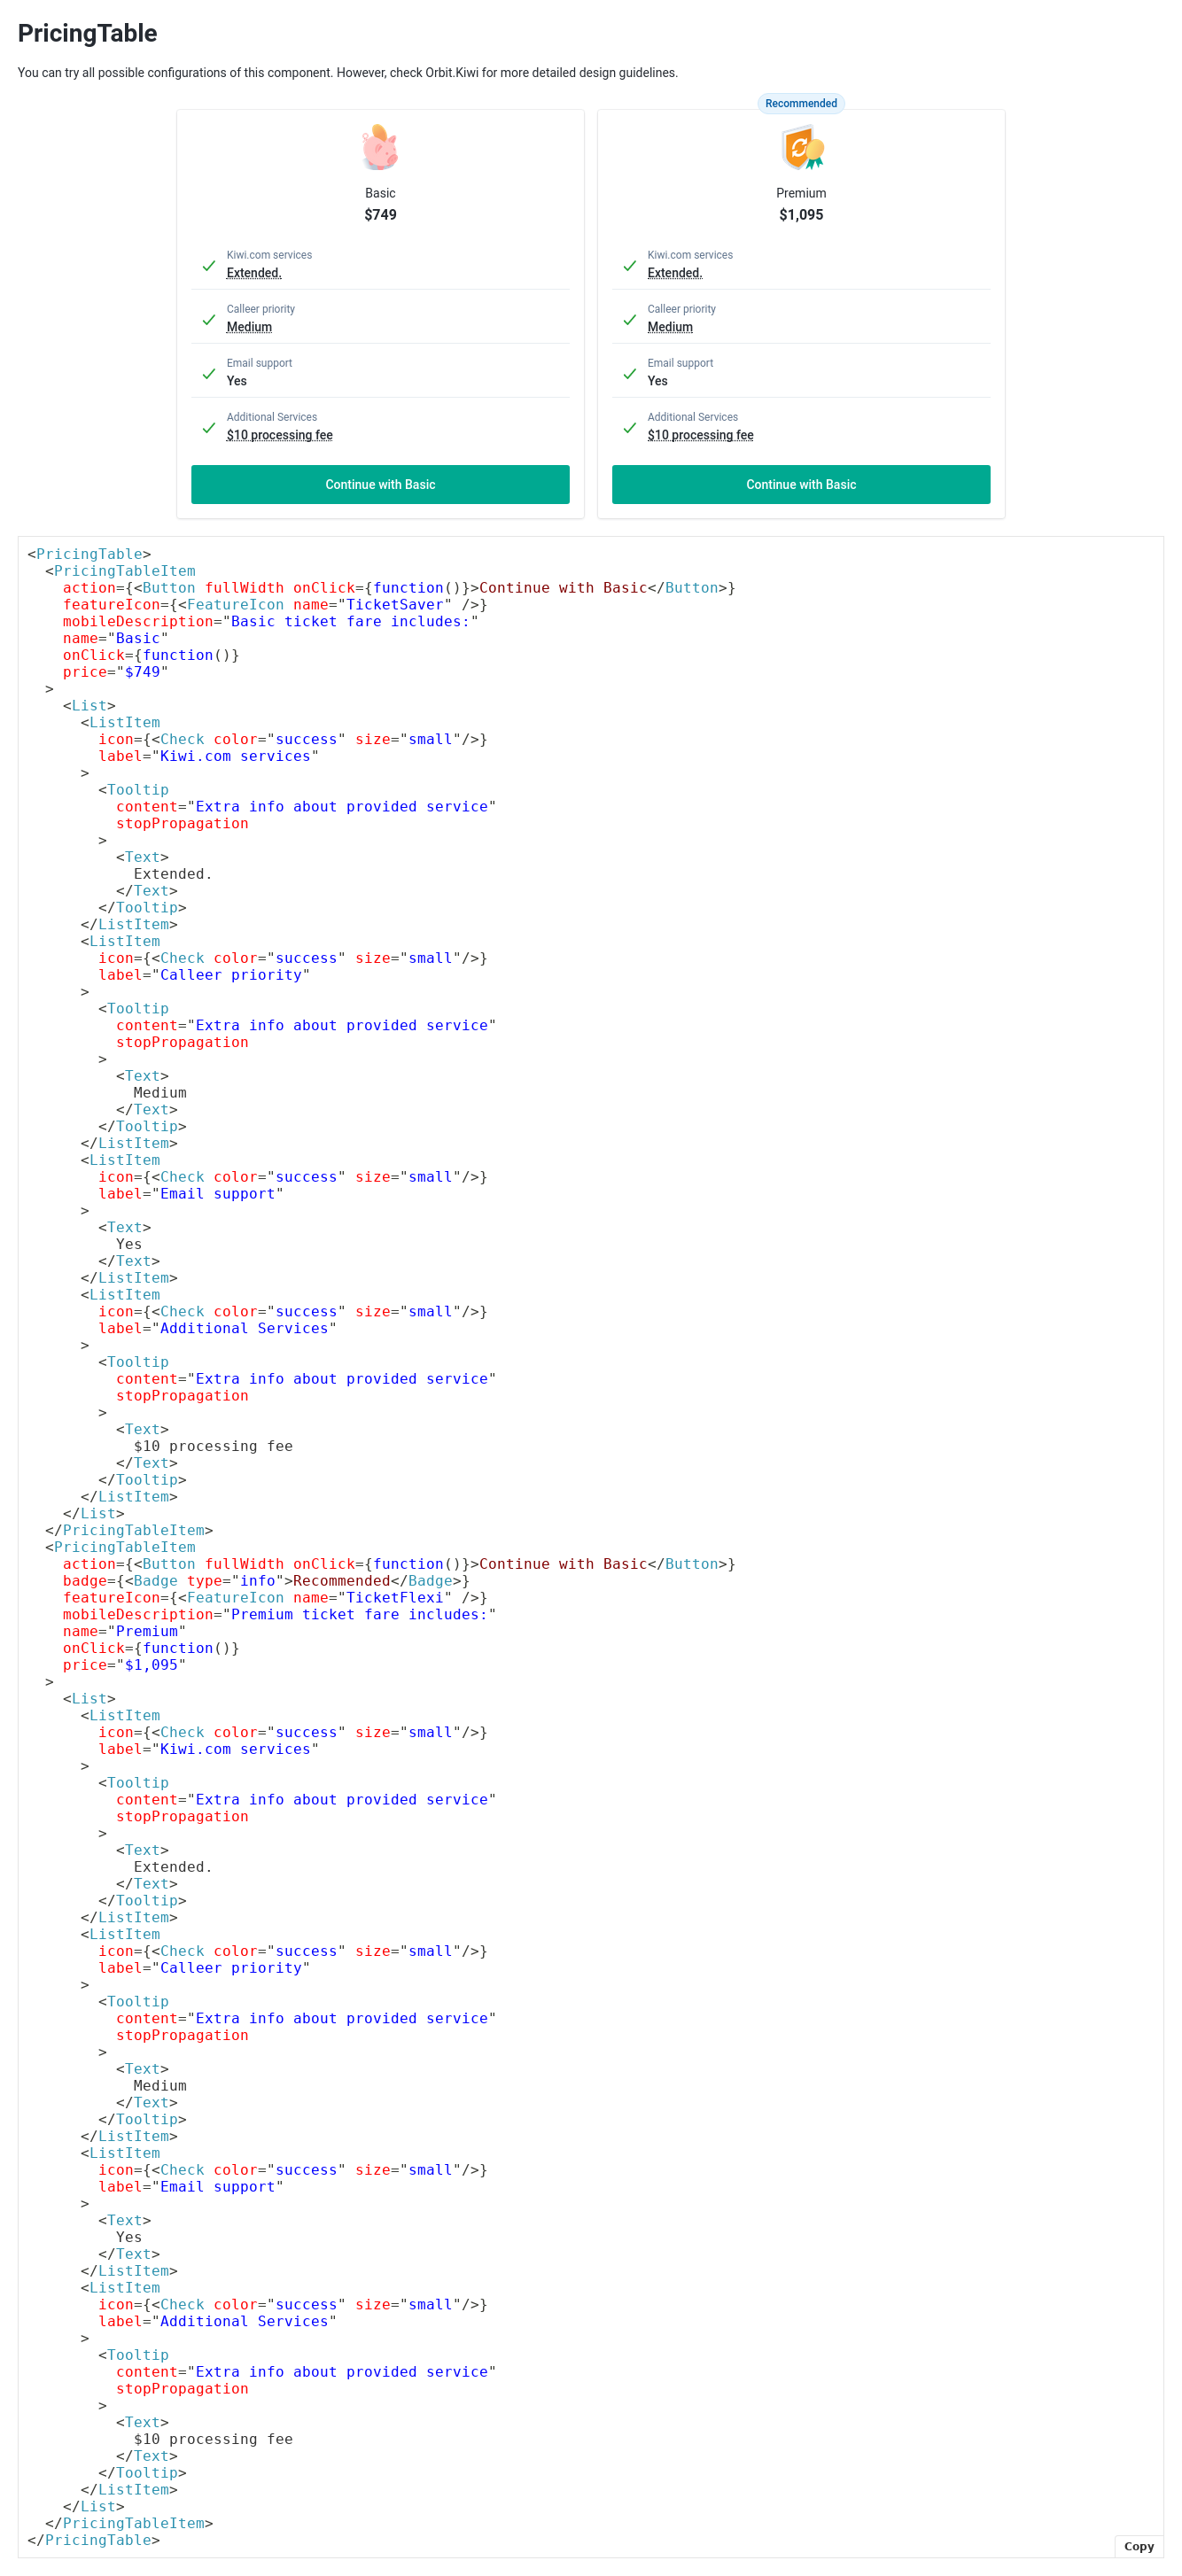 PricingTable
You can try all possible configurations of this component. However, check Orbit.Kiwi for more detailed design guidelines.
Basic
$749
Kiwi.com services
Extended.
Calleer priority
Medium
Email support
Yes
Additional Services
$10 processing fee
Continue with Basic
Recommended
Premium
$1,095
Kiwi.com services
Extended.
Calleer priority
Medium
Email support
Yes
Additional Services
$10 processing fee
Continue with Basic
<PricingTable>
  <PricingTableItem
    action={<Button fullWidth onClick={function()}>Continue with Basic</Button>}
    featureIcon={<FeatureIcon name="TicketSaver" />}
    mobileDescription="Basic ticket fare includes:"
    name="Basic"
    onClick={function()}
    price="$749"
  >
    <List>
      <ListItem
        icon={<Check color="success" size="small"/>}
        label="Kiwi.com services"
      >
        <Tooltip
          content="Extra info about provided service"
          stopPropagation
        >
          <Text>
            Extended.
          </Text>
        </Tooltip>
      </ListItem>
      <ListItem
        icon={<Check color="success" size="small"/>}
        label="Calleer priority"
      >
        <Tooltip
          content="Extra info about provided service"
          stopPropagation
        >
          <Text>
            Medium
          </Text>
        </Tooltip>
      </ListItem>
      <ListItem
        icon={<Check color="success" size="small"/>}
        label="Email support"
      >
        <Text>
          Yes
        </Text>
      </ListItem>
      <ListItem
        icon={<Check color="success" size="small"/>}
        label="Additional Services"
      >
        <Tooltip
          content="Extra info about provided service"
          stopPropagation
        >
          <Text>
            $10 processing fee
          </Text>
        </Tooltip>
      </ListItem>
    </List>
  </PricingTableItem>
  <PricingTableItem
    action={<Button fullWidth onClick={function()}>Continue with Basic</Button>}
    badge={<Badge type="info">Recommended</Badge>}
    featureIcon={<FeatureIcon name="TicketFlexi" />}
    mobileDescription="Premium ticket fare includes:"
    name="Premium"
    onClick={function()}
    price="$1,095"
  >
    <List>
      <ListItem
        icon={<Check color="success" size="small"/>}
        label="Kiwi.com services"
      >
        <Tooltip
          content="Extra info about provided service"
          stopPropagation
        >
          <Text>
            Extended.
          </Text>
        </Tooltip>
      </ListItem>
      <ListItem
        icon={<Check color="success" size="small"/>}
        label="Calleer priority"
      >
        <Tooltip
          content="Extra info about provided service"
          stopPropagation
        >
          <Text>
            Medium
          </Text>
        </Tooltip>
      </ListItem>
      <ListItem
        icon={<Check color="success" size="small"/>}
        label="Email support"
      >
        <Text>
          Yes
        </Text>
      </ListItem>
      <ListItem
        icon={<Check color="success" size="small"/>}
        label="Additional Services"
      >
        <Tooltip
          content="Extra info about provided service"
          stopPropagation
        >
          <Text>
            $10 processing fee
          </Text>
        </Tooltip>
      </ListItem>
    </List>
  </PricingTableItem>
</PricingTable>
Copy